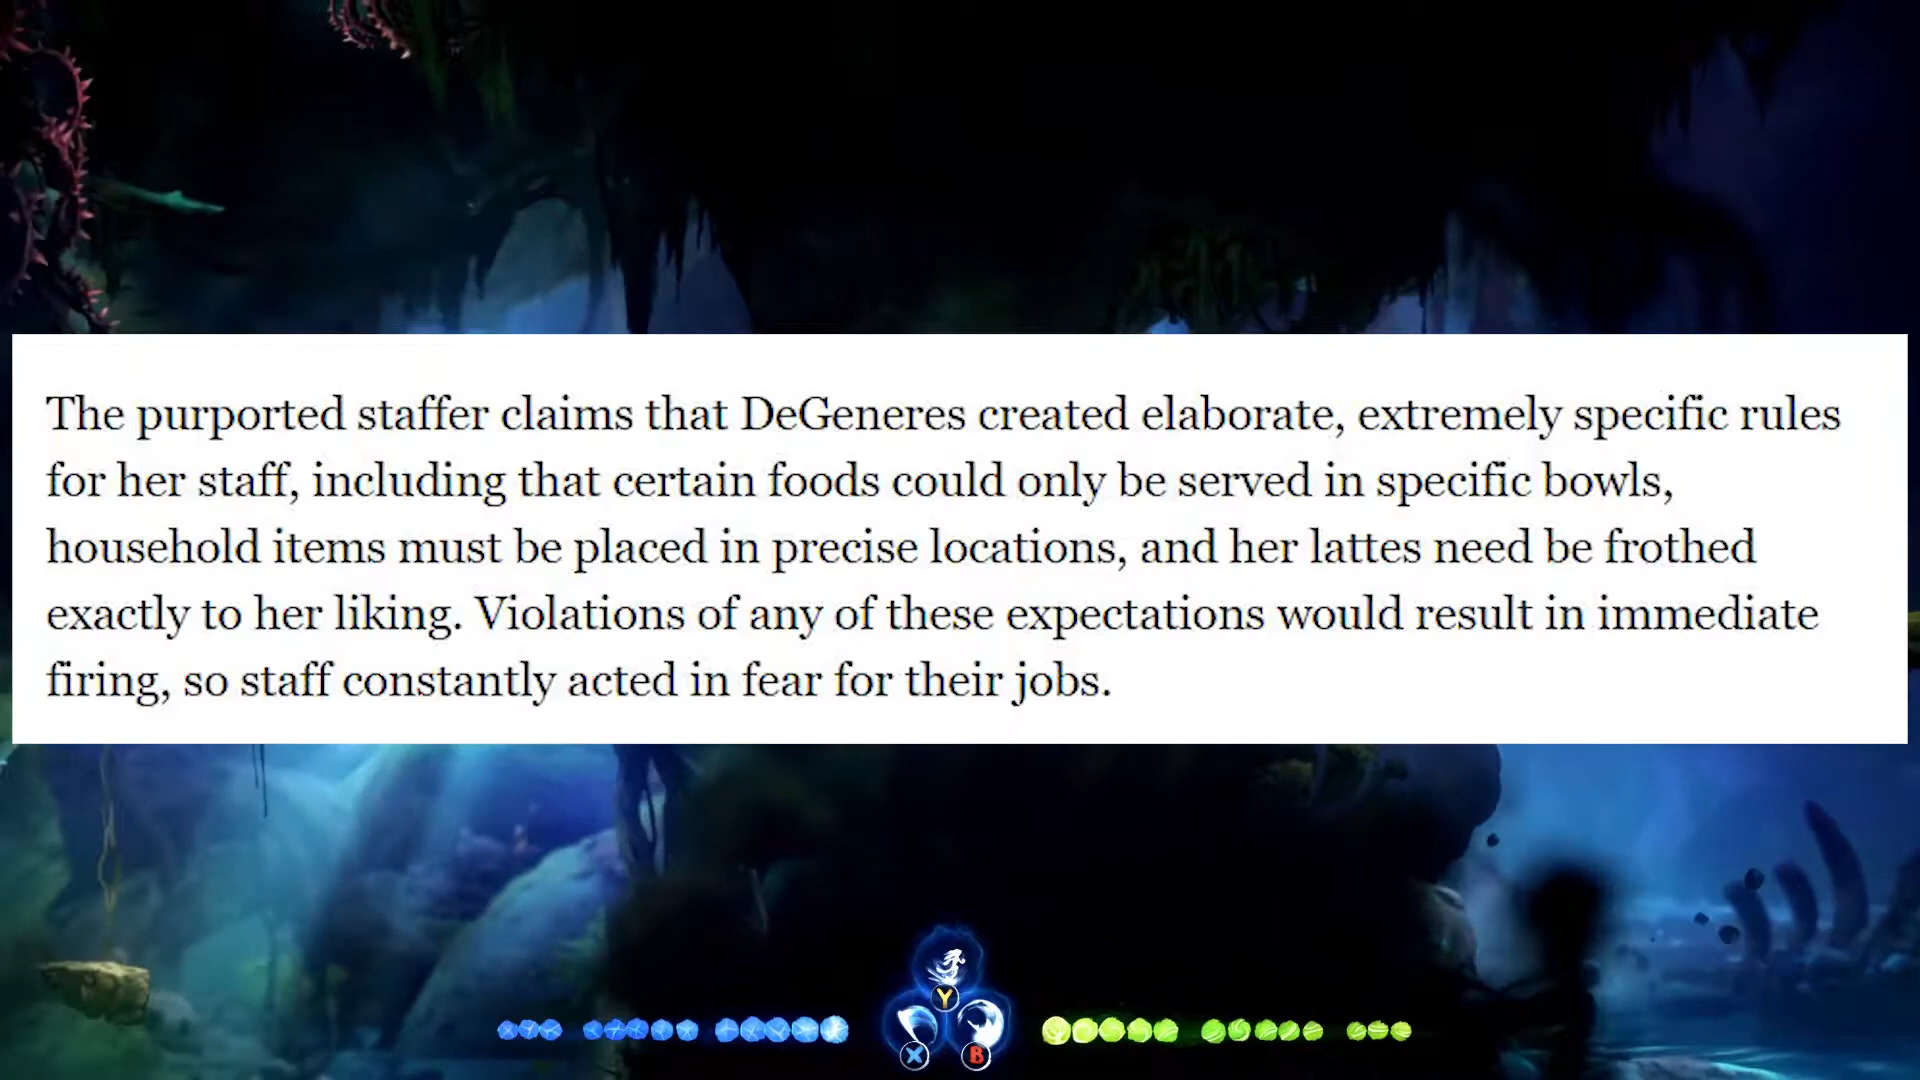 The purported staffer claims that DeGeneres created elaborate, extremely specific rules
for her staff, including that certain foods could only be served in specific bowls,
household items must be placed in precise locations, and her lattes need be frothed
exactly to her liking. Violations of any of these expectations would result in immediate
firing, so staff constantly acted in fear for their jobs.
Y
X B